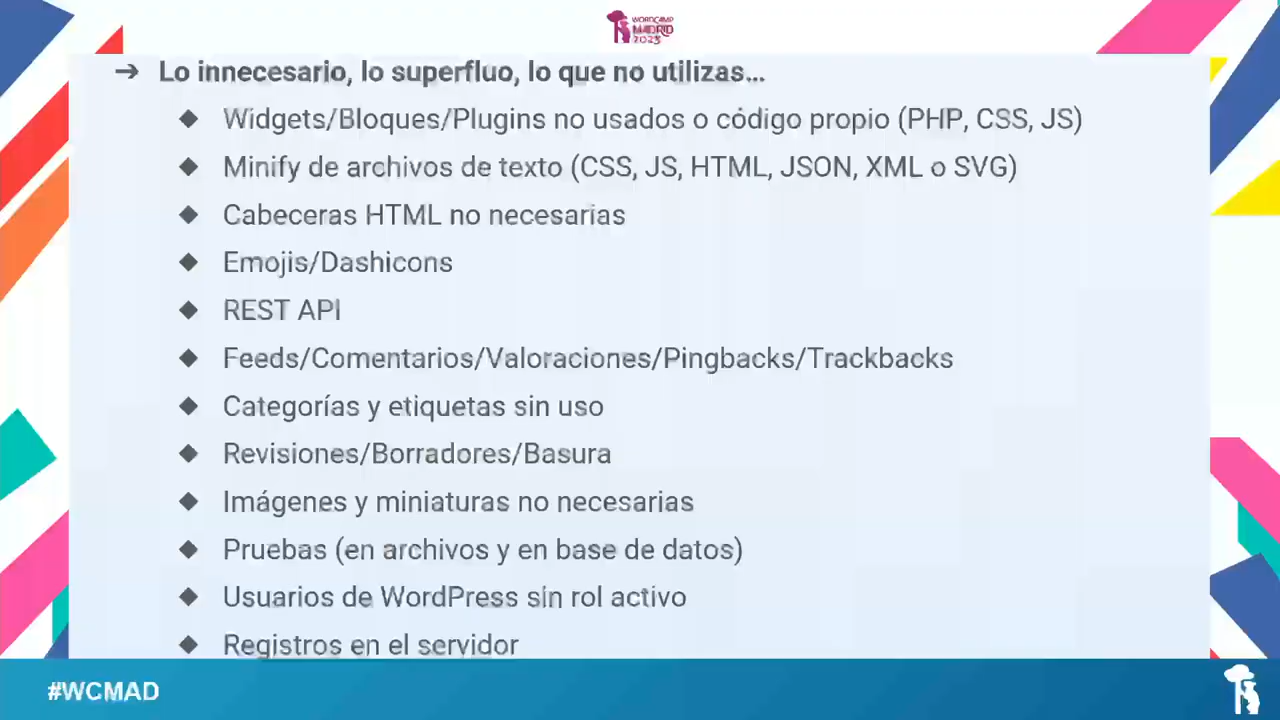 WORDCAMP
MADRID
2023
➔ Lo innecesario, lo superfluo, lo que no utilizas...
◆ Widgets/Bloques/Plugins no usados o código propio (PHP, CSS, JS)
◆ Minify de archivos de texto (CSS, JS, HTML, JSON, XML o SVG)
◆ Cabeceras HTML no necesarias
◆ Emojis/Dashicons
◆ REST API
◆ Feeds/Comentarios/Valoraciones/Pingbacks/Trackbacks
◆ Categorías y etiquetas sin uso
◆ Revisiones/Borradores/Basura
◆ Imágenes y miniaturas no necesarias
◆ Pruebas (en archivos y en base de datos)
◆ Usuarios de WordPress sin rol activo
◆ Registros en el servidor
#WCMAD